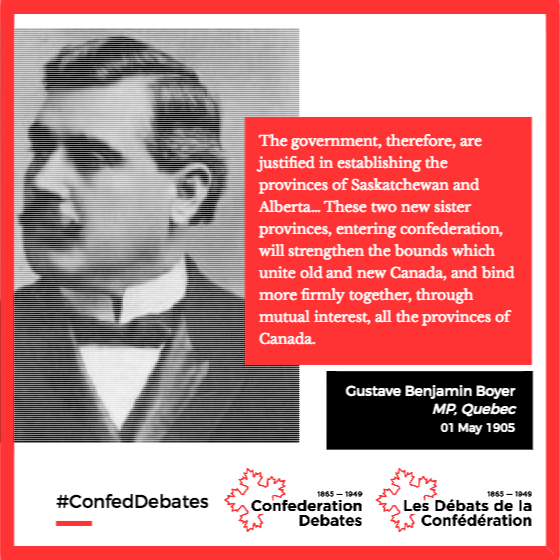 The government, therefore, are
justified in establishing the
provinces of Saskatchewan and
Alberta... These two new sister
provinces, entering confederation,
will strengthen the bounds which
unite old and new Canada, and bind
more firmly together, through
mutual interest, all the provinces of
Canada.
Gustave Benjamin Boyer
MP, Quebec
01 May 1905
#ConfedDebates
1865 — 1949
Confederation
Debates
1865 — 1949
Les Débats de la
Confédération